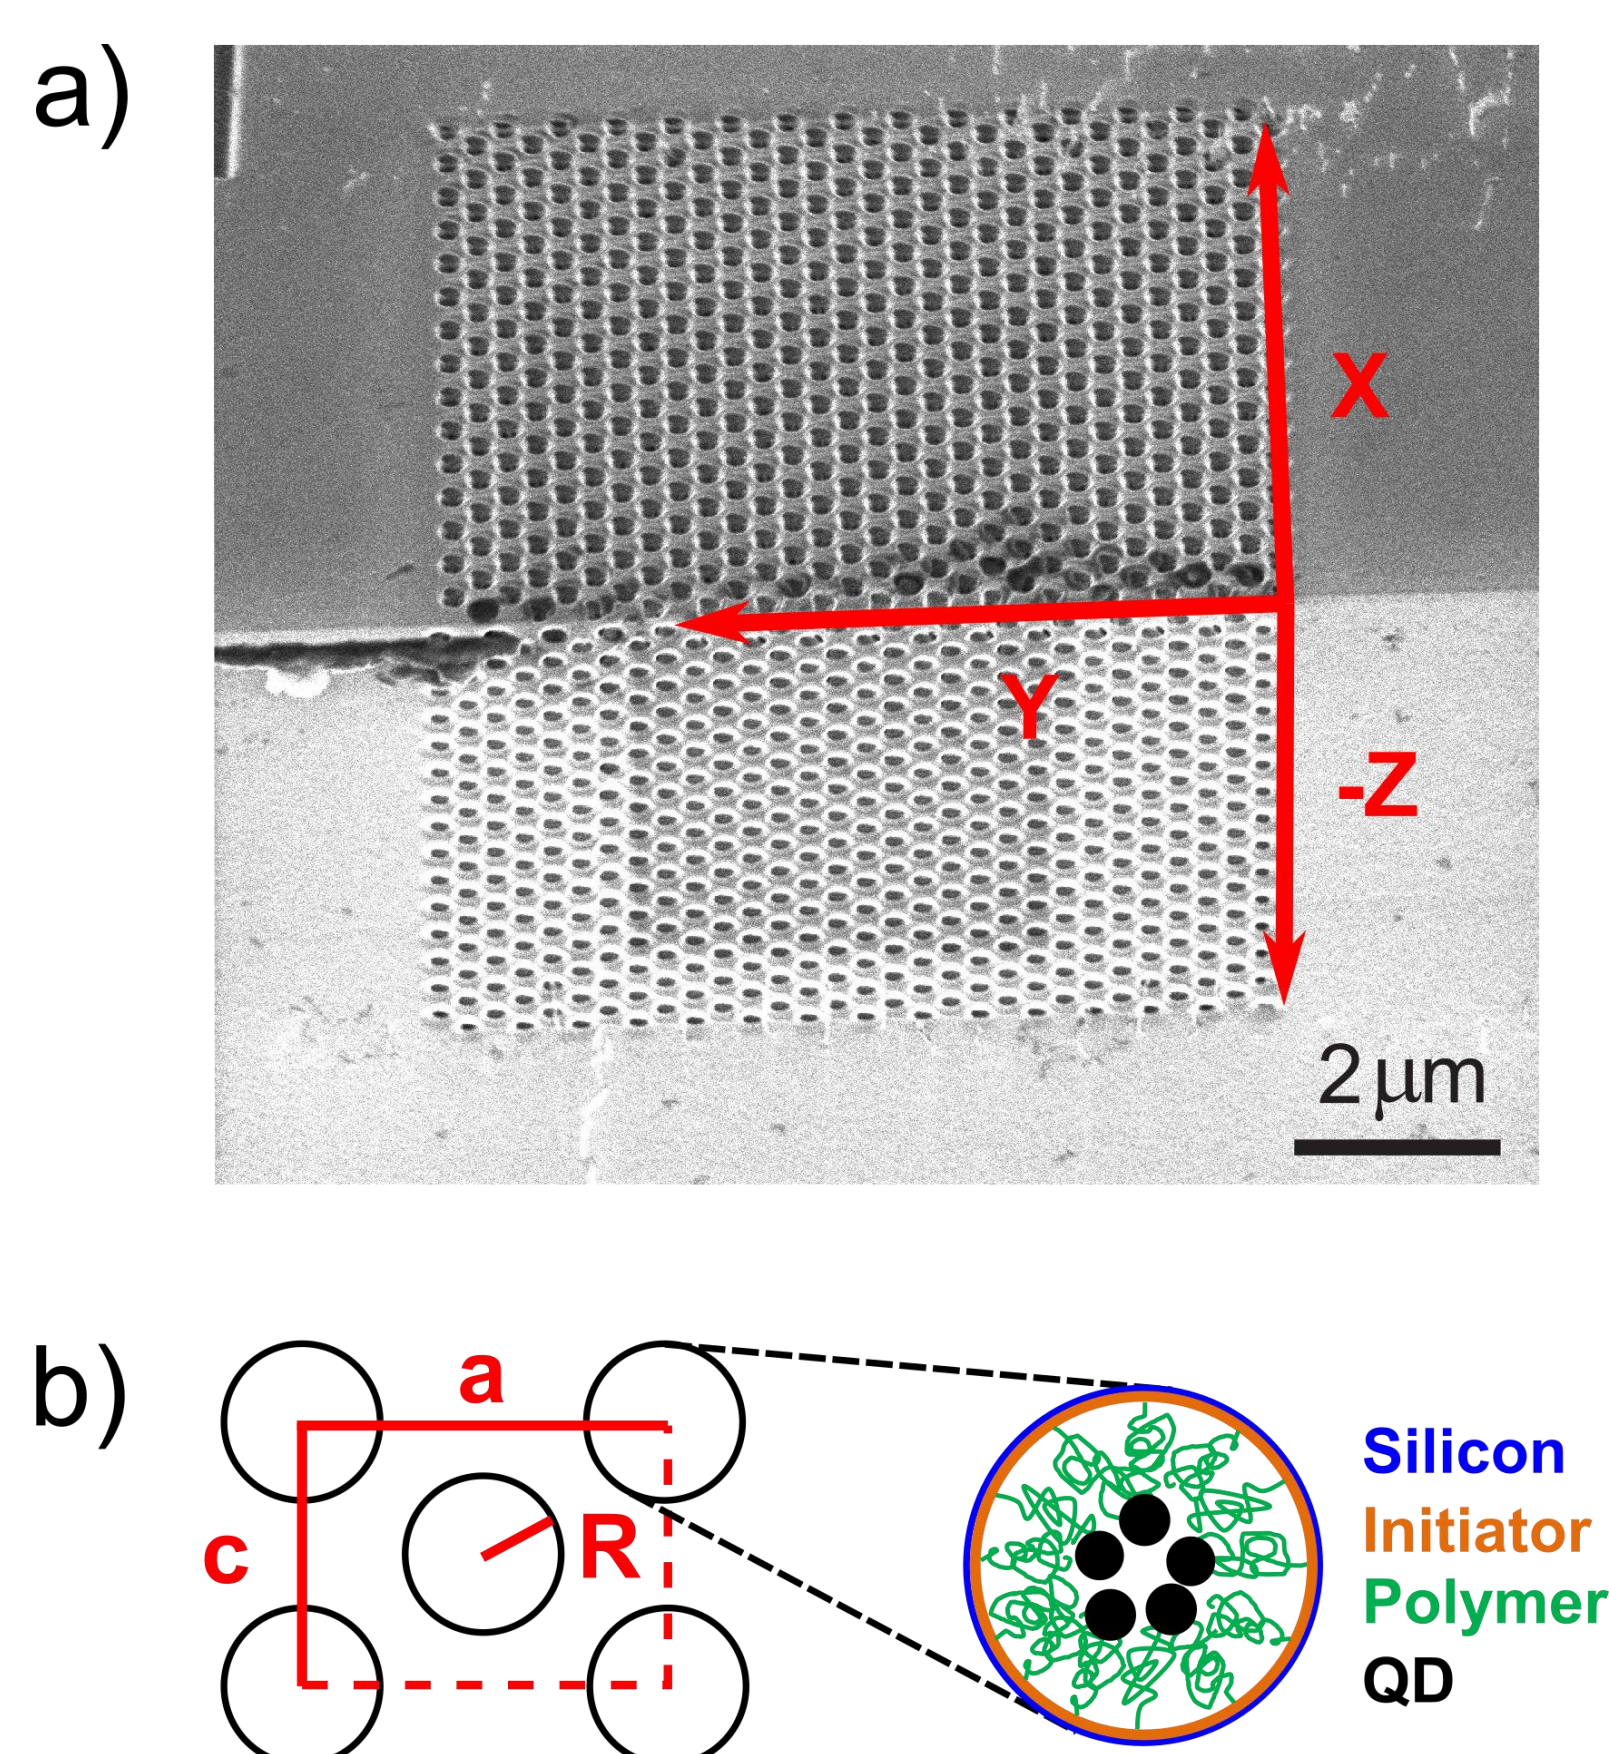 a)
X
Y
-Z
2 μm
b)
a
c
R
Silicon
Initiator
Polymer
QD